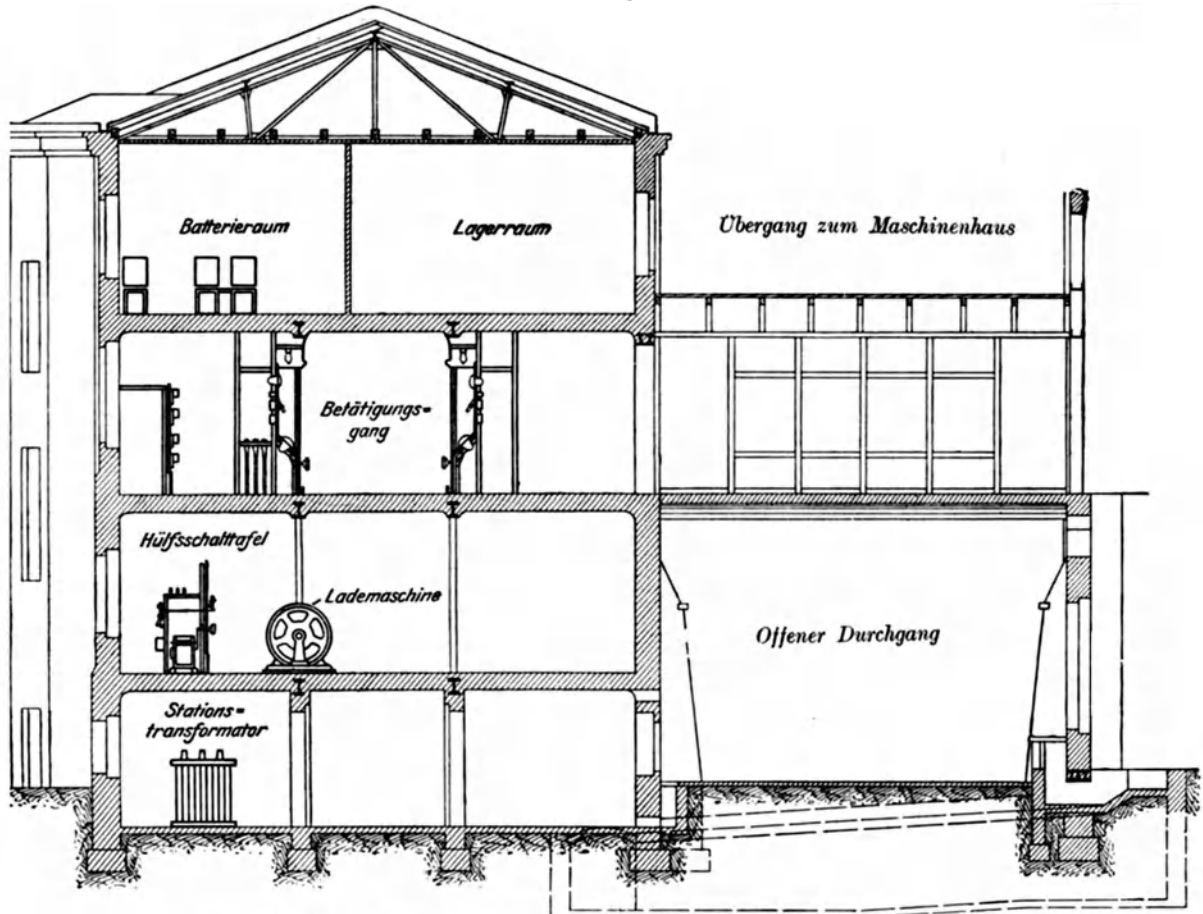 Batterieraum
Lagerraum
Übergang zum Maschinenhaus
Betätigungs=
gang
Hülfsschalttafel
Lademaschine
Offener Durchgang
Stations=
transformator